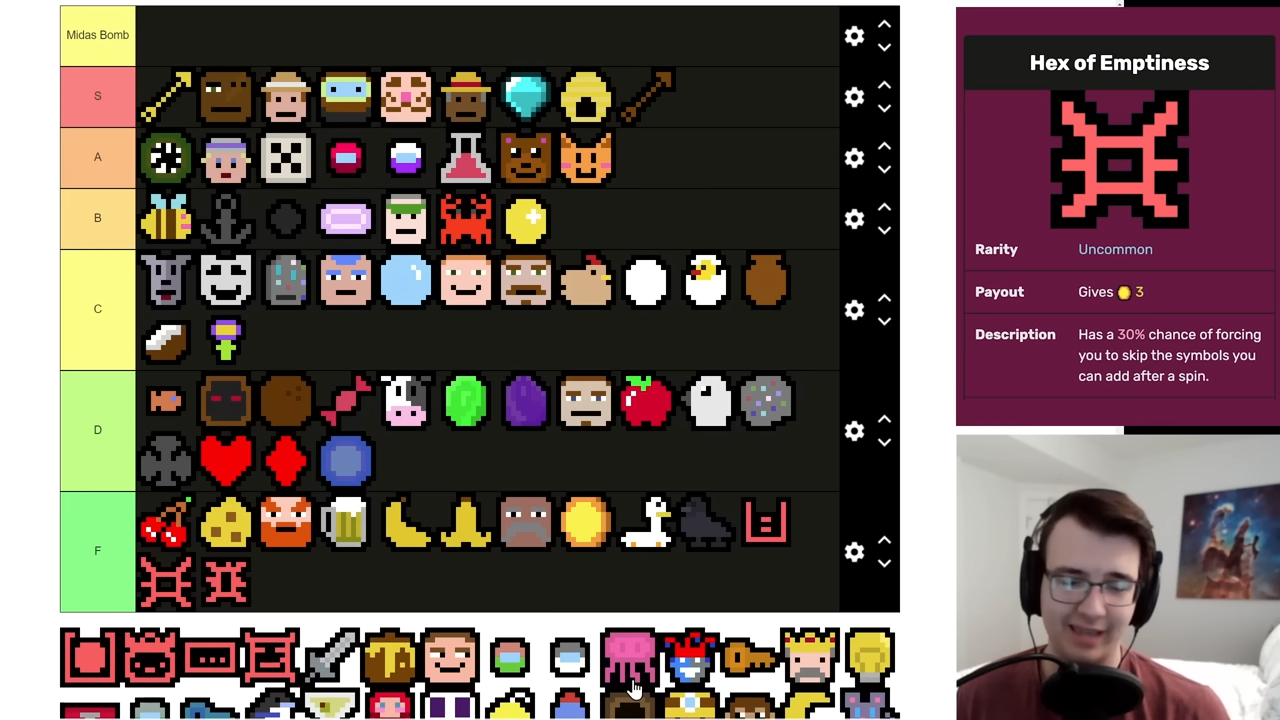 Midas Bomb
S
A
B
C
D
F
Hex of Emptiness
Rarity Uncommon
Payout Gives 3
Description Has a 30% chance of forcing
you to skip the symbols you
can add after a spin.